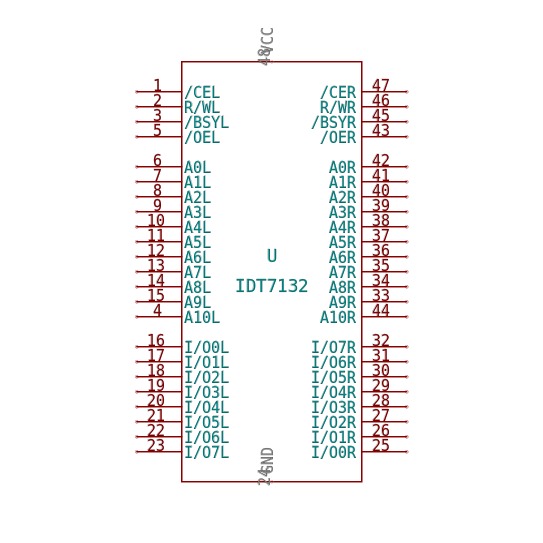 48 VCC
1 /CEL /CER 47
2 R/WL R/WR 46
3 /BSYL /BSYR 45
5 /OEL /OER 43
6 A0L A0R 42
7 A1L A1R 41
8 A2L A2R 40
9 A3L A3R 39
10 A4L A4R 38
11 A5L A5R 37
12 A6L A6R 36
U
13 A7L A7R 35
14 A8L IDT7132 A8R 34
15 A9L A9R 33
4 A10L A10R 44
16 I/O0L I/O7R 32
17 I/O1L I/O6R 31
18 I/O2L I/O5R 30
19 I/O3L I/O4R 29
20 I/O4L I/O3R 28
21 I/O5L I/O2R 27
22 I/O6L I/O1R 26
23 I/O7L I/O0R 25
24 GND